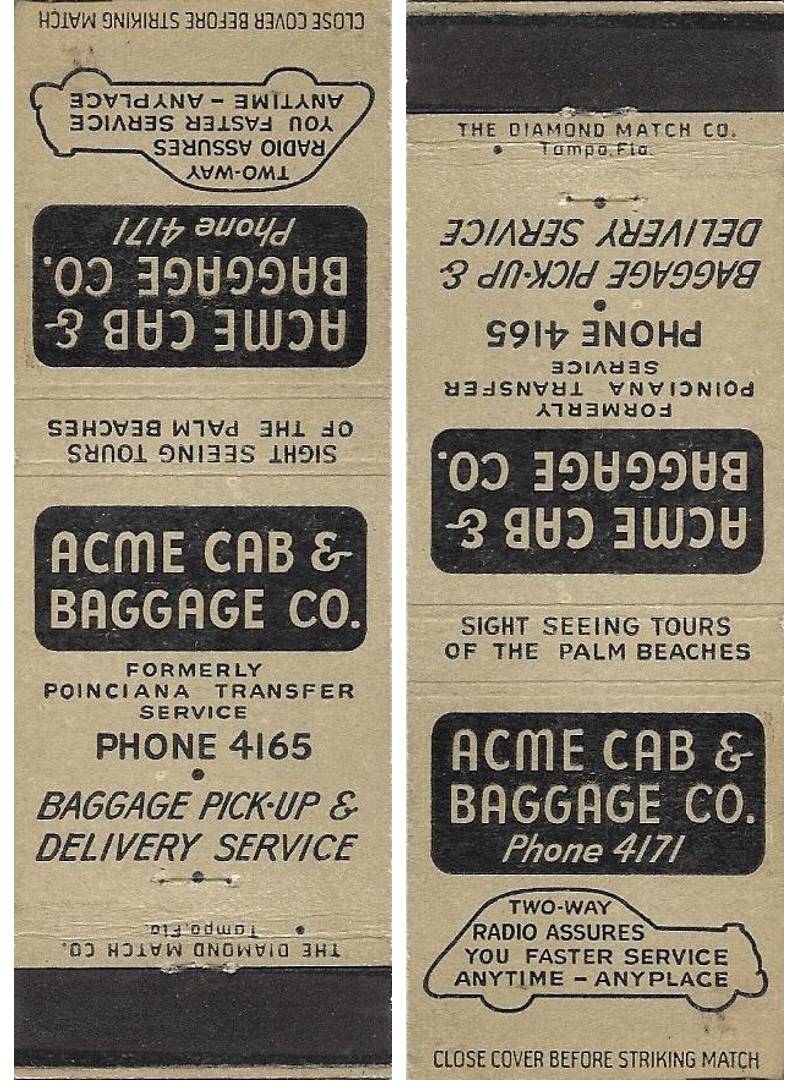 CLOSE COVER BEFORE STRIKING MATCH
TWO-WAY
RADIO ASSURES
YOU FASTER SERVICE
ANYTIME – ANYPLACE
ACME CAB &
BAGGAGE CO.
Phone 4171
SIGHT SEEING TOURS
OF THE PALM BEACHES
ACME CAB &
BAGGAGE CO.
FORMERLY
POINCIANA TRANSFER
SERVICE
PHONE 4165
BAGGAGE PICK-UP &
DELIVERY SERVICE
THE DIAMOND MATCH CO.
Tampa, Fla.
THE DIAMOND MATCH CO.
Tampa, Fla.
ACME CAB &
BAGGAGE CO.
FORMERLY
POINCIANA TRANSFER
SERVICE
PHONE 4165
BAGGAGE PICK-UP &
DELIVERY SERVICE
SIGHT SEEING TOURS
OF THE PALM BEACHES
ACME CAB &
BAGGAGE CO.
Phone 4171
TWO-WAY
RADIO ASSURES
YOU FASTER SERVICE
ANYTIME – ANYPLACE
CLOSE COVER BEFORE STRIKING MATCH